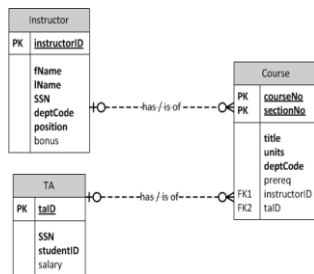 Instructor
PK instructorID
fName
lName
SSN
deptCode
position
bonus
has / is of
Course
PK courseNo
PK sectionNo
title
units
deptCode
prereq
FK1 instructorID
FK2 taID
TA
PK taID
SSN
studentID
salary
has / is of